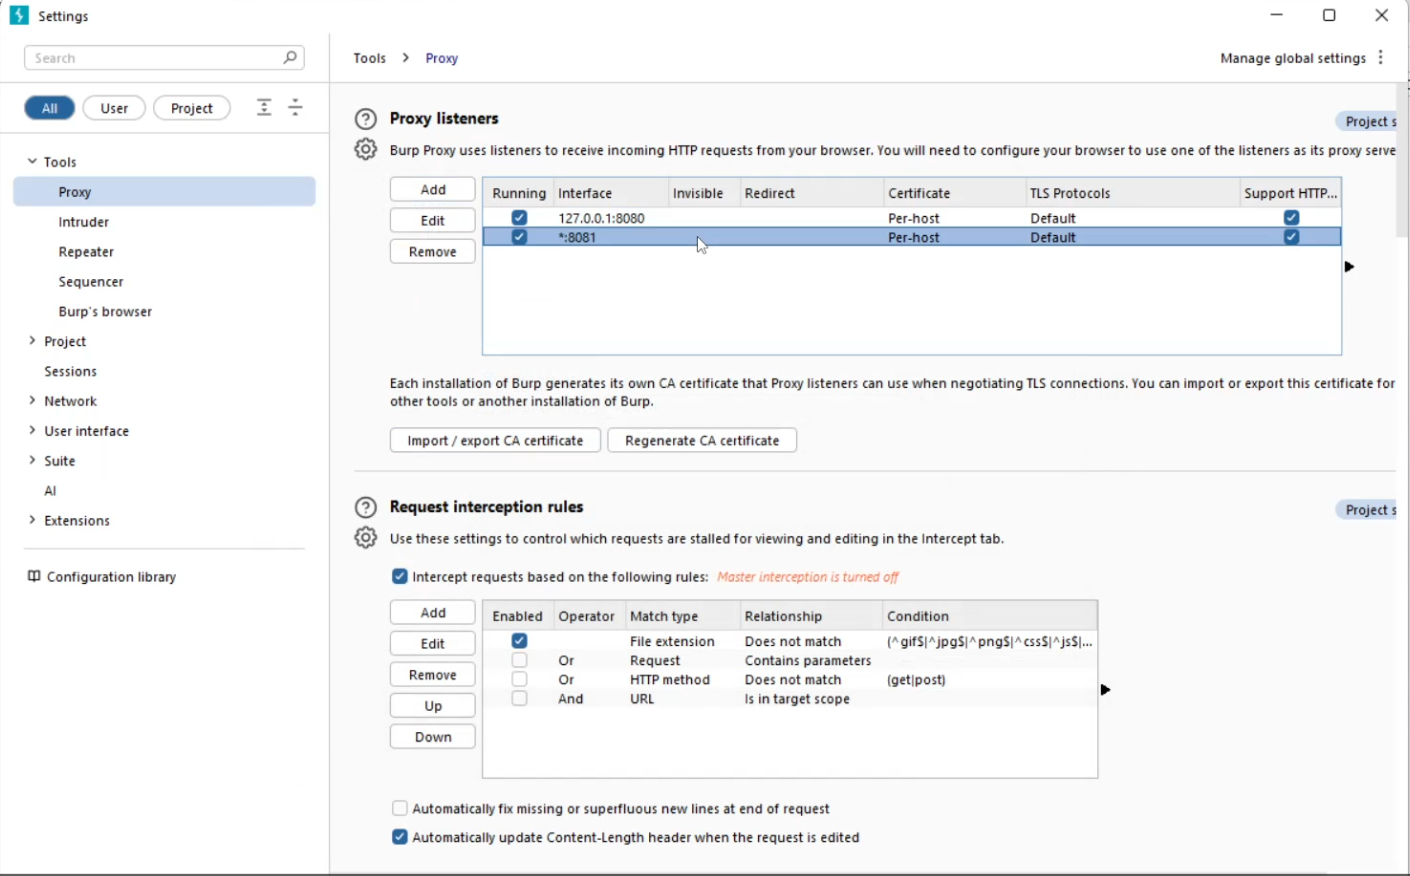 Settings
Search
Tools > Proxy
Manage global settings
All User Project
Tools
Proxy
Intruder
Repeater
Sequencer
Burp's browser
Project
Sessions
Network
User interface
Suite
AI
Extensions
Configuration library
Proxy listeners
Project s
Burp Proxy uses listeners to receive incoming HTTP requests from your browser. You will need to configure your browser to use one of the listeners as its proxy serve
Add
Edit
Remove
Running Interface Invisible Redirect Certificate TLS Protocols Support HTTP...
127.0.0.1:8080 Per-host Default
*:8081 Per-host Default
Each installation of Burp generates its own CA certificate that Proxy listeners can use when negotiating TLS connections. You can import or export this certificate for
other tools or another installation of Burp.
Import / export CA certificate Regenerate CA certificate
Request interception rules
Project s
Use these settings to control which requests are stalled for viewing and editing in the Intercept tab.
Intercept requests based on the following rules: Master interception is turned off
Add
Edit
Remove
Up
Down
Enabled Operator Match type Relationship Condition
File extension Does not match (^gif$|^jpg$|^png$|^css$|^js$|...
Or Request Contains parameters
Or HTTP method Does not match (get|post)
And URL Is in target scope
Automatically fix missing or superfluous new lines at end of request
Automatically update Content-Length header when the request is edited